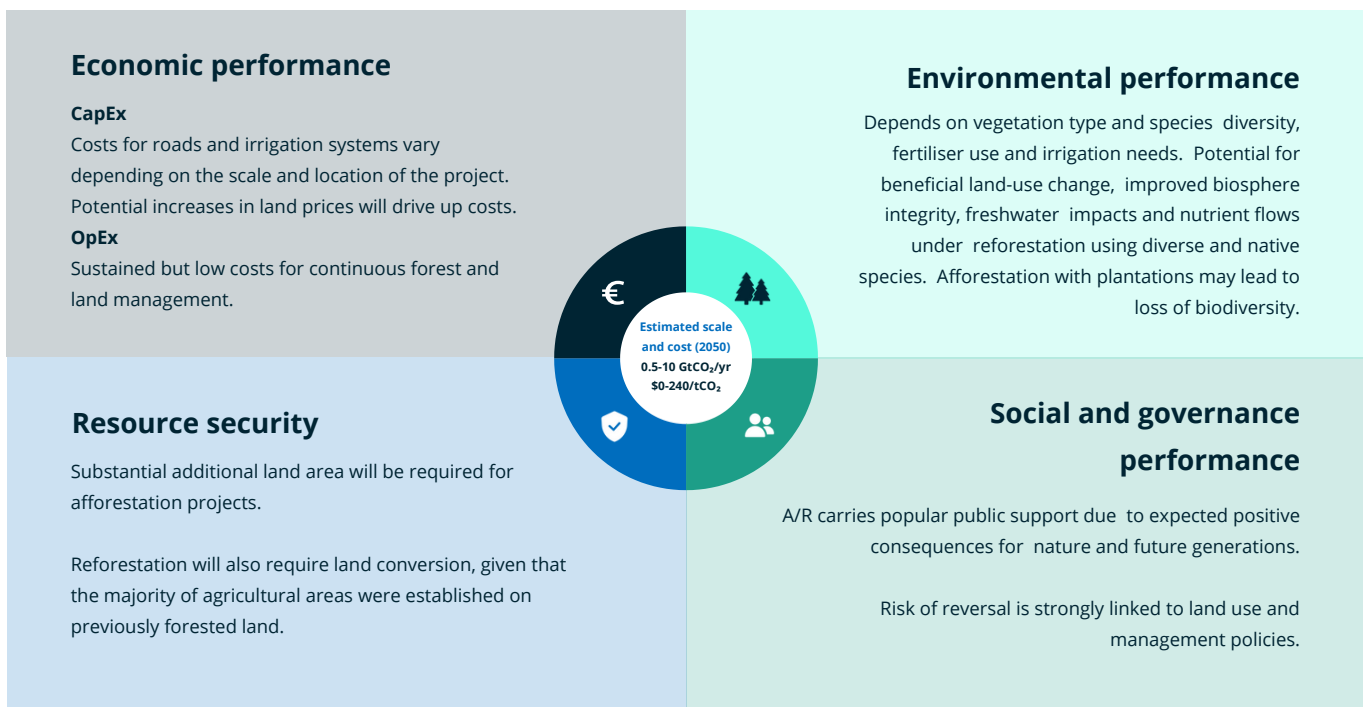 Economic performance
CapEx
Costs for roads and irrigation systems vary
depending on the scale and location of the project.
Potential increases in land prices will drive up costs.
OpEx
Sustained but low costs for continuous forest and
land management.
Environmental performance
Depends on vegetation type and species diversity,
fertiliser use and irrigation needs. Potential for
beneficial land-use change, improved biosphere
integrity, freshwater impacts and nutrient flows
under reforestation using diverse and native
species. Afforestation with plantations may lead to
loss of biodiversity.
€
Estimated scale
and cost (2050)
0.5-10 GtCO₂/yr
$0-240/tCO₂
Resource security
Substantial additional land area will be required for
afforestation projects.
Reforestation will also require land conversion, given that
the majority of agricultural areas were established on
previously forested land.
Social and governance
performance
A/R carries popular public support due to expected positive
consequences for nature and future generations.
Risk of reversal is strongly linked to land use and
management policies.